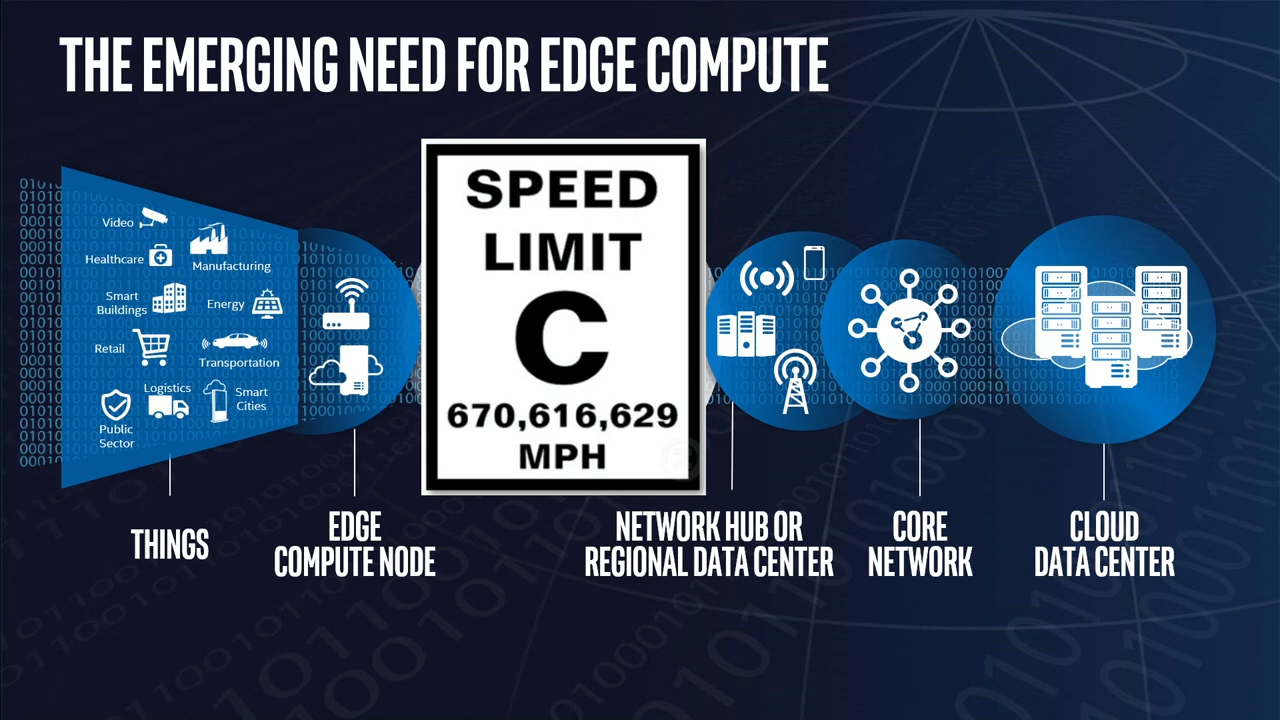 THE EMERGING NEED FOR EDGE COMPUTE
Video
Healthcare
Manufacturing
Smart
Buildings
Energy
Retail
Transportation
Logistics
Smart
Cities
Public
Sector
SPEED
LIMIT
C
670,616,629
MPH
THINGS
EDGE
COMPUTE NODE
NETWORK HUB OR
REGIONAL DATA CENTER
CORE
NETWORK
CLOUD
DATA CENTER